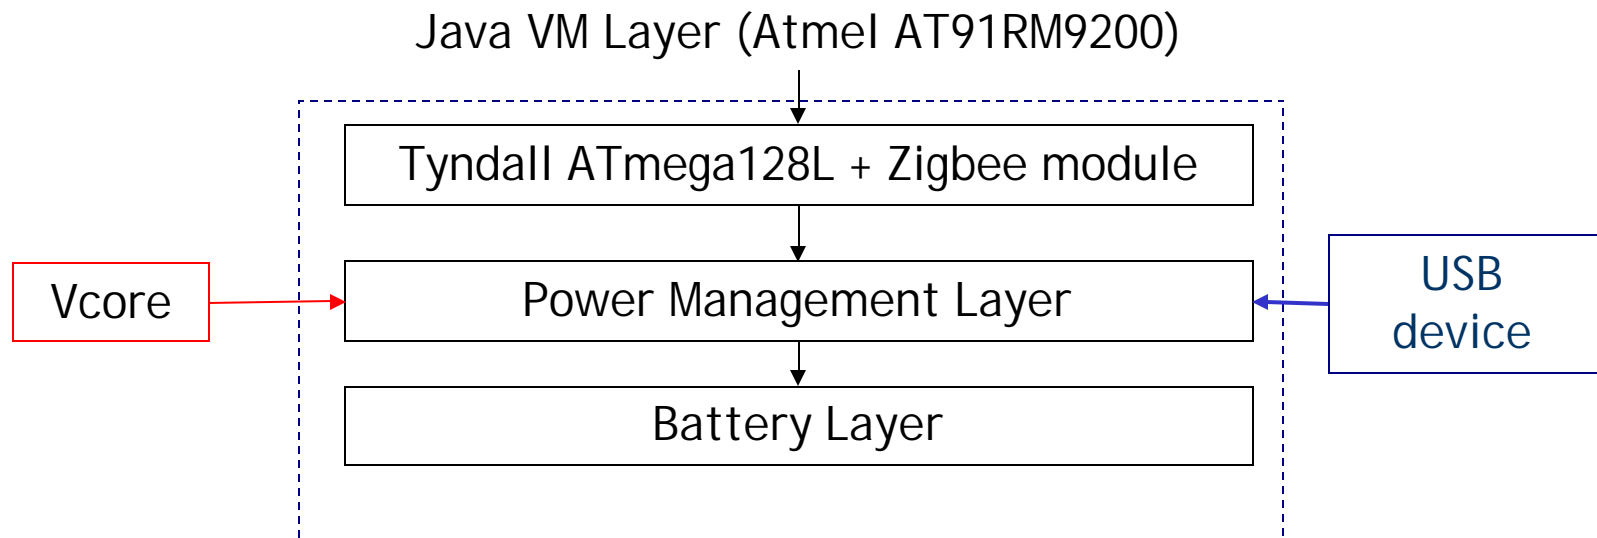 Java VM Layer (Atmel AT91RM9200)
Tyndall ATmega128L + Zigbee module
Vcore
Power Management Layer
USB
device
Battery Layer